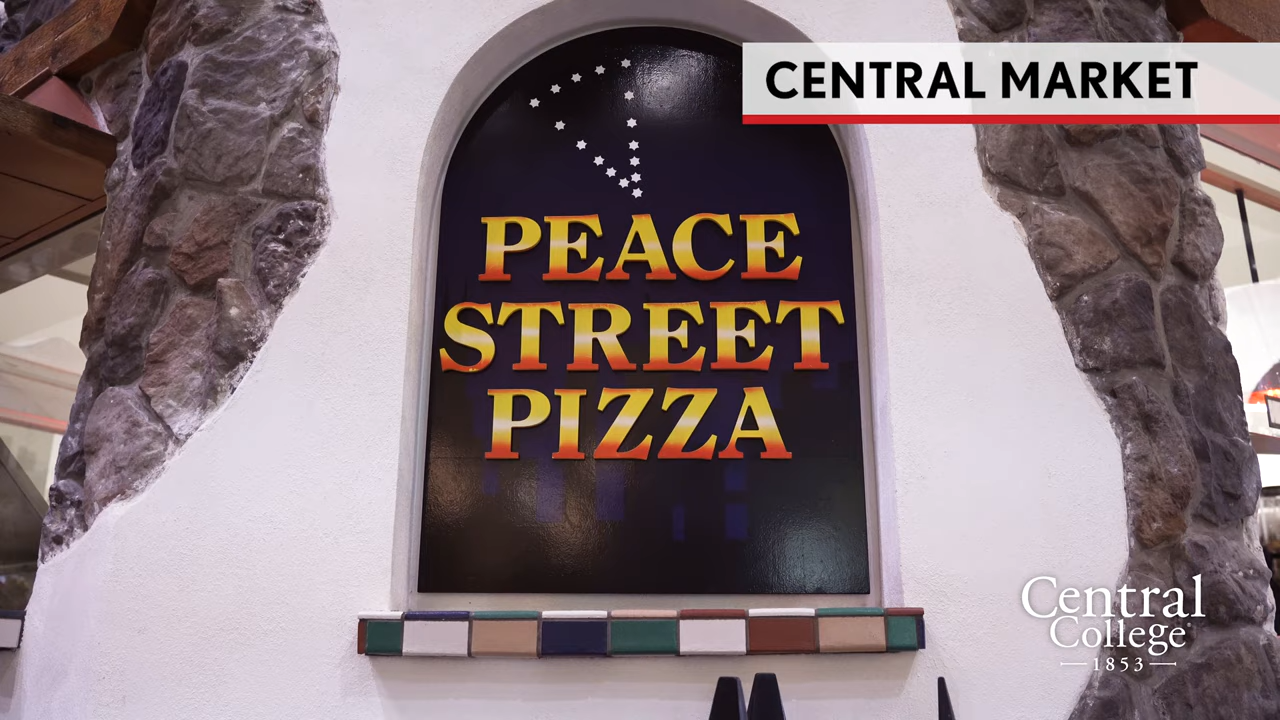 CENTRAL MARKET
PEACE
STREET
PIZZA
Central
College
1853